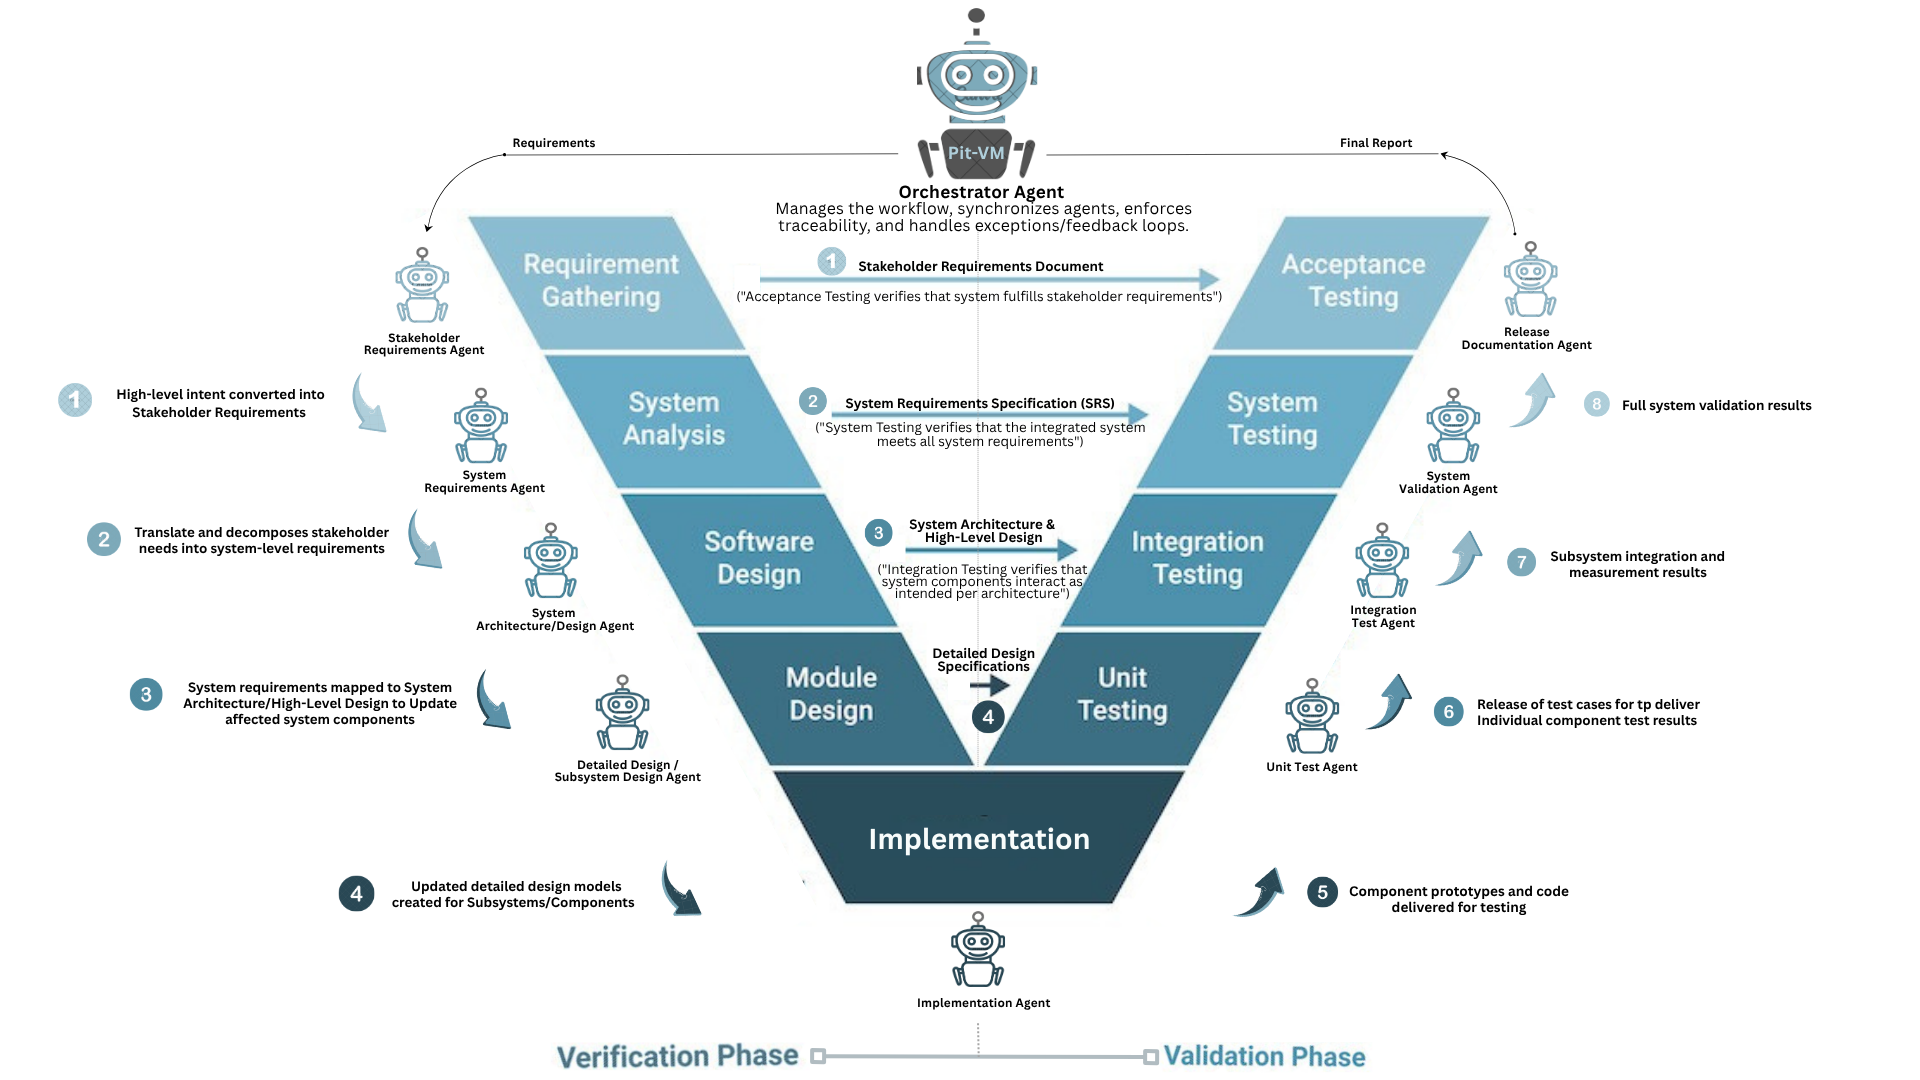 Pit-VM
Requirements
Final Report
Orchestrator Agent
Manages the workflow, synchronizes agents, enforces
traceability, and handles exceptions/feedback loops.
Requirement
Gathering
1
Stakeholder Requirements Document
("Acceptance Testing verifies that system fulfills stakeholder requirements")
Acceptance
Testing
Stakeholder
Requirements Agent
Release
Documentation Agent
1
High-level intent converted into
Stakeholder Requirements
System
Analysis
2
System Requirements Specification (SRS)
("System Testing verifies that the integrated system
meets all system requirements")
System
Testing
8
Full system validation results
System
Requirements Agent
System
Validation Agent
2
Translate and decomposes stakeholder
needs into system-level requirements
Software
Design
3
System Architecture &
High-Level Design
("Integration Testing verifies that
system components interact as
intended per architecture")
Integration
Testing
7
Subsystem integration and
measurement results
System
Architecture/Design Agent
Integration
Test Agent
3
System requirements mapped to System
Architecture/High-Level Design to Update
affected system components
Module
Design
Detailed Design
Specifications
4
Unit
Testing
6
Release of test cases for tp deliver
Individual component test results
Detailed Design /
Subsystem Design Agent
Unit Test Agent
Implementation
4
Updated detailed design models
created for Subsystems/Components
5
Component prototypes and code
delivered for testing
Implementation Agent
Verification Phase
Validation Phase